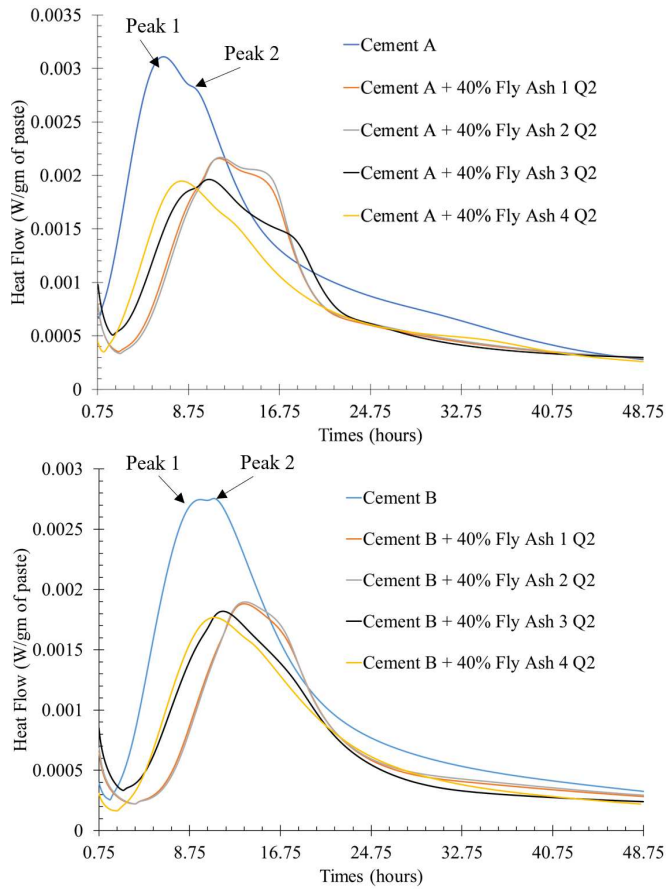 0.0035
Peak 1
Cement A
0.003
Peak 2
Cement A + 40% Fly Ash 1 Q2
0.0025
Cement A + 40% Fly Ash 2 Q2
0.002
Cement A + 40% Fly Ash 3 Q2
0.0015
Cement A + 40% Fly Ash 4 Q2
0.001
0.0005
0
Heat Flow (W/gm of paste)
0.75 8.75 16.75 24.75 32.75 40.75 48.75
Times (hours)
0.003
Peak 1
Peak 2
Cement B
0.0025
Cement B + 40% Fly Ash 1 Q2
0.002
Cement B + 40% Fly Ash 2 Q2
0.0015
Cement B + 40% Fly Ash 3 Q2
Cement B + 40% Fly Ash 4 Q2
0.001
0.0005
0
Heat Flow (W/gm of paste)
0.75 8.75 16.75 24.75 32.75 40.75 48.75
Times (hours)